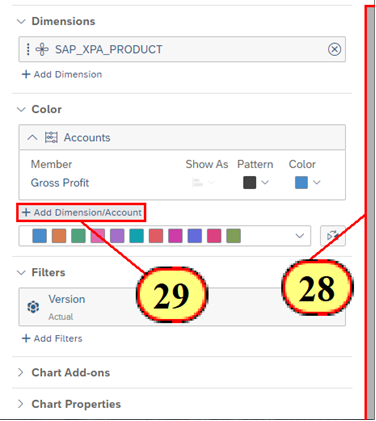 Dimensions
SAP_XPA_PRODUCT
+ Add Dimension
Color
Accounts
Member Show As Pattern Color
Gross Profit
+ Add Dimension/Account
Filters
Version
Actual
29
28
+ Add Filters
Chart Add-ons
Chart Properties